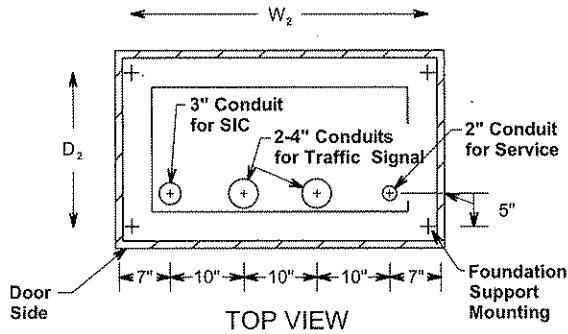 W₂
3" Conduit
for SIC
2-4" Conduits
for Traffic Signal
2" Conduit
for Service
D₂
5"
7"
10"
10"
10"
7"
Door
Side
Foundation
Support
Mounting
TOP VIEW